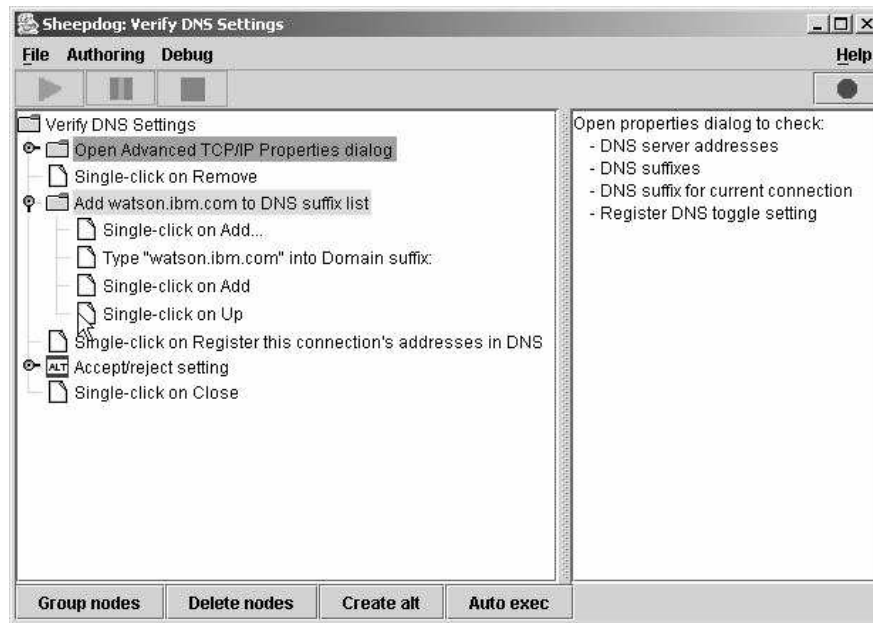 Sheepdog: Verify DNS Settings
File Authoring Debug Help
Verify DNS Settings
Open Advanced TCP/IP Properties dialog
Single-click on Remove
Add watson.ibm.com to DNS suffix list
Single-click on Add...
Type "watson.ibm.com" into Domain suffix:
Single-click on Add
Single-click on Up
Single-click on Register this connection's addresses in DNS
ALT Accept/reject setting
Single-click on Close
Open properties dialog to check:
- DNS server addresses
- DNS suffixes
- DNS suffix for current connection
- Register DNS toggle setting
Group nodes Delete nodes Create alt Auto exec